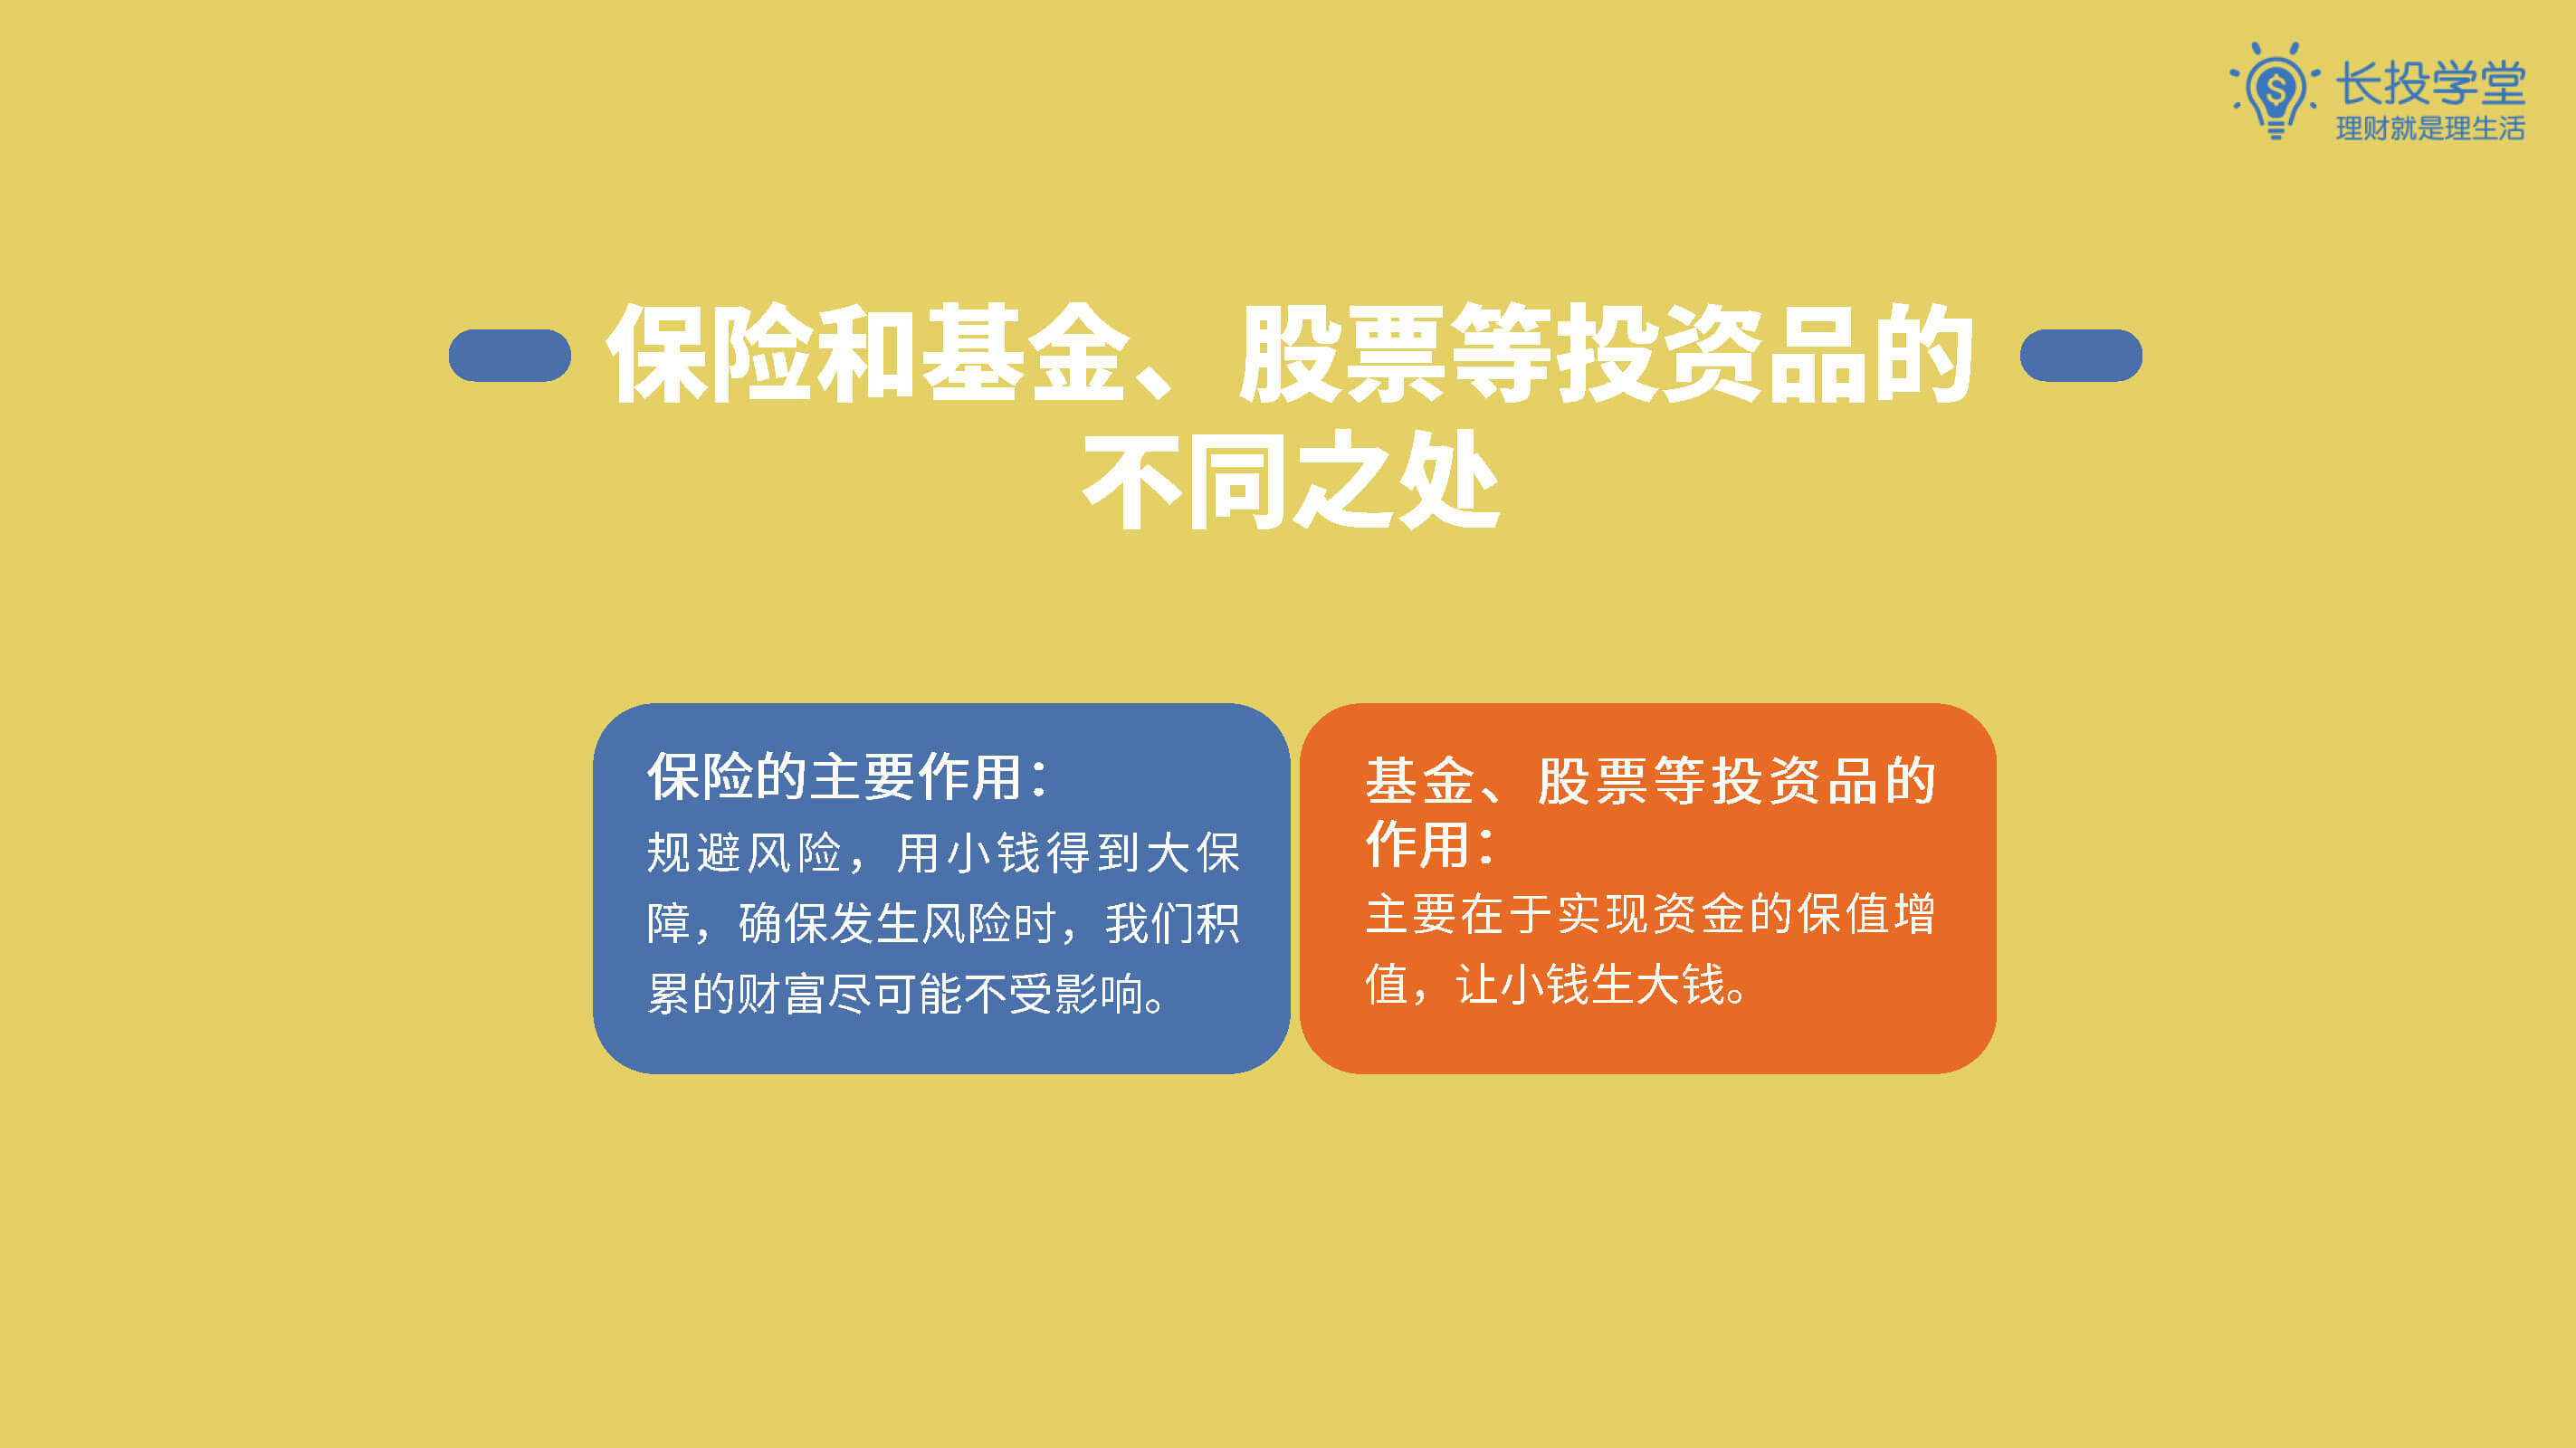 长投学堂
理财就是理生活
保险和基金、股票等投资品的
不同之处
保险的主要作用：
规避风险，用小钱得到大保
障，确保发生风险时，我们积
累的财富尽可能不受影响。
基金、股票等投资品的
作用：
主要在于实现资金的保值增
值，让小钱生大钱。